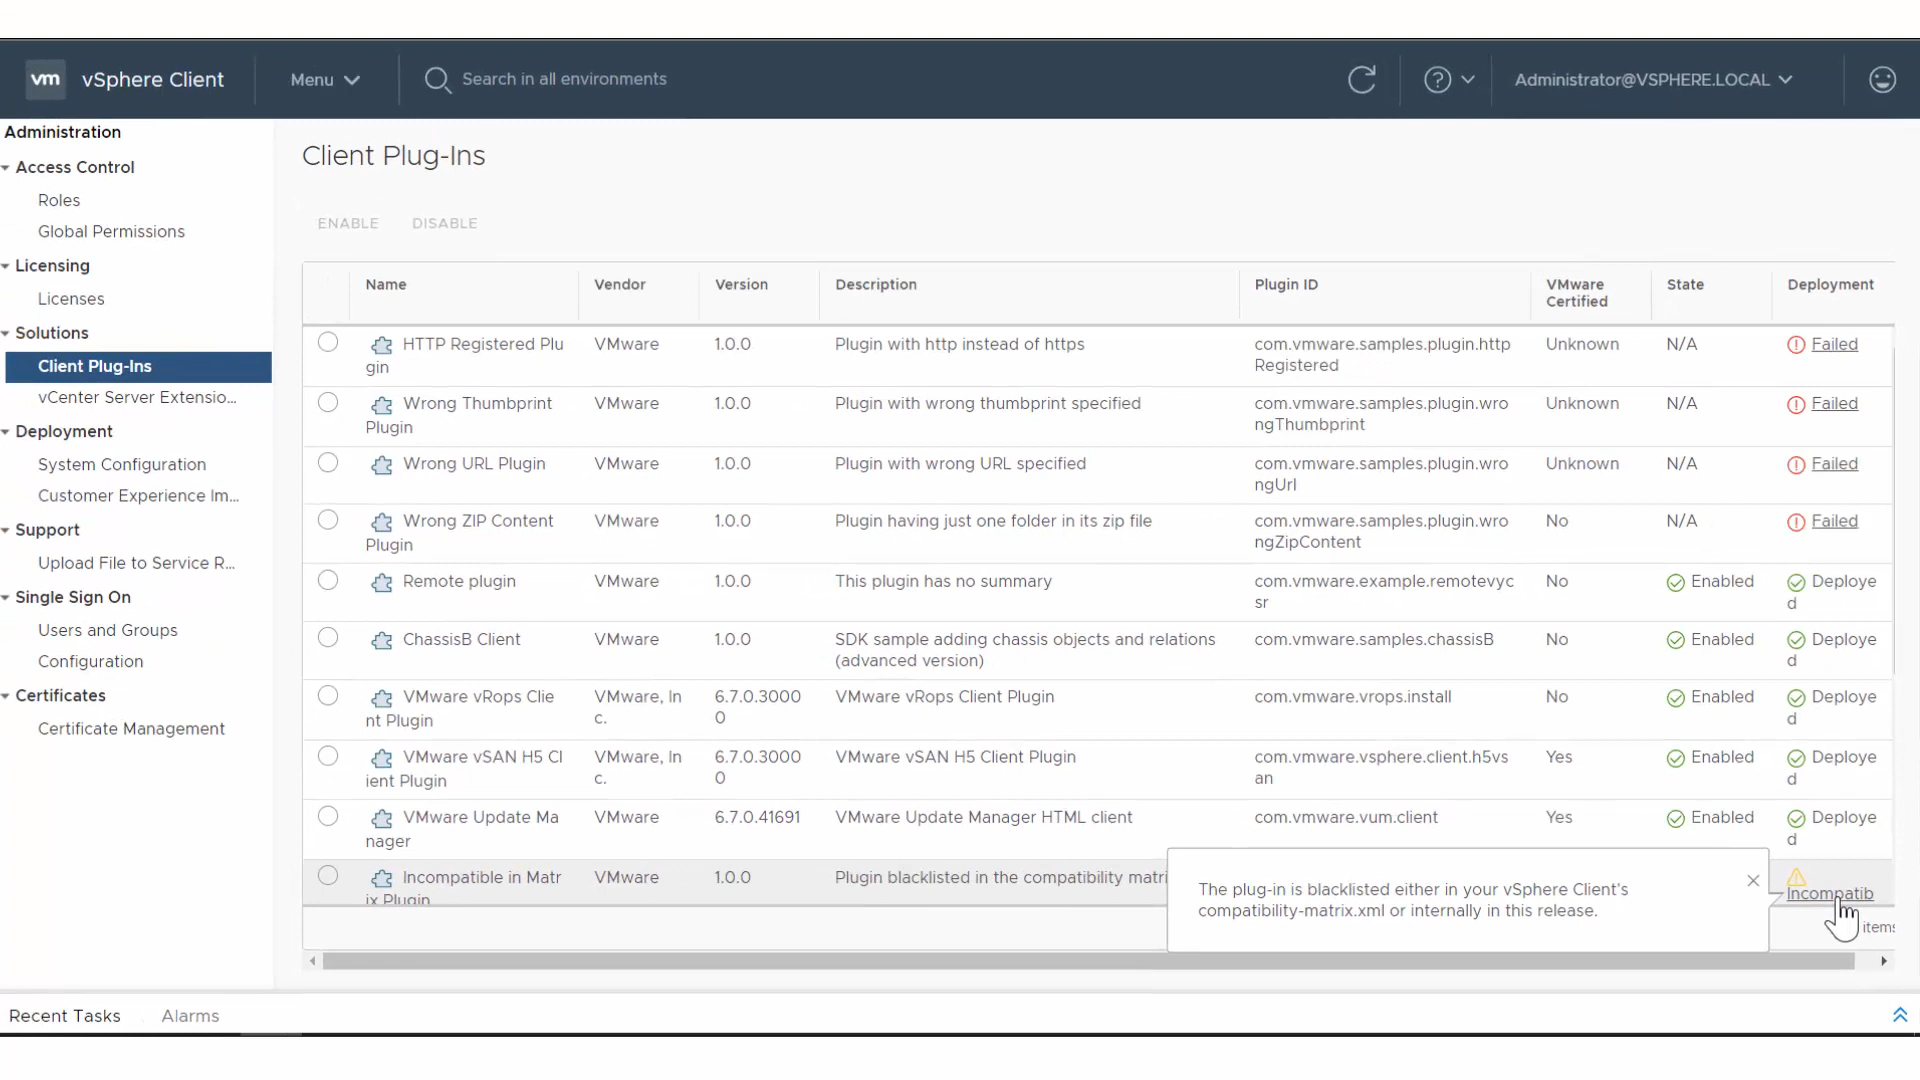 vm vSphere Client Menu Search in all environments Administrator@VSPHERE.LOCAL
Administration
Access Control
Roles
Global Permissions
Licensing
Licenses
Solutions
Client Plug-Ins
vCenter Server Extensio...
Deployment
System Configuration
Customer Experience Im...
Support
Upload File to Service R...
Single Sign On
Users and Groups
Configuration
Certificates
Certificate Management
Client Plug-Ins
ENABLE DISABLE
Name Vendor Version Description Plugin ID VMware State Deployment
Certified
HTTP Registered Plu VMware 1.0.0 Plugin with http instead of https com.vmware.samples.plugin.http Unknown N/A Failed
gin Registered
Wrong Thumbprint VMware 1.0.0 Plugin with wrong thumbprint specified com.vmware.samples.plugin.wro Unknown N/A Failed
Plugin ngThumbprint
Wrong URL Plugin VMware 1.0.0 Plugin with wrong URL specified com.vmware.samples.plugin.wro Unknown N/A Failed
ngUrl
Wrong ZIP Content VMware 1.0.0 Plugin having just one folder in its zip file com.vmware.samples.plugin.wro No N/A Failed
Plugin ngZipContent
Remote plugin VMware 1.0.0 This plugin has no summary com.vmware.example.remotevyc No Enabled Deploye
sr d
ChassisB Client VMware 1.0.0 SDK sample adding chassis objects and relations com.vmware.samples.chassisB No Enabled Deploye
(advanced version) d
VMware vRops Clie VMware, In 6.7.0.3000 VMware vRops Client Plugin com.vmware.vrops.install No Enabled Deploye
nt Plugin c. 0 d
VMware vSAN H5 Cl VMware, In 6.7.0.3000 VMware vSAN H5 Client Plugin com.vmware.vsphere.client.h5vs Yes Enabled Deploye
ient Plugin c. 0 an d
VMware Update Ma VMware 6.7.0.41691 VMware Update Manager HTML client com.vmware.vum.client Yes Enabled Deploye
nager d
Incompatible in Matr VMware 1.0.0 Plugin blacklisted in the compatibility matri Incompatib
ix Plugin
The plug-in is blacklisted either in your vSphere Client's
compatibility-matrix.xml or internally in this release.
items
Recent Tasks Alarms